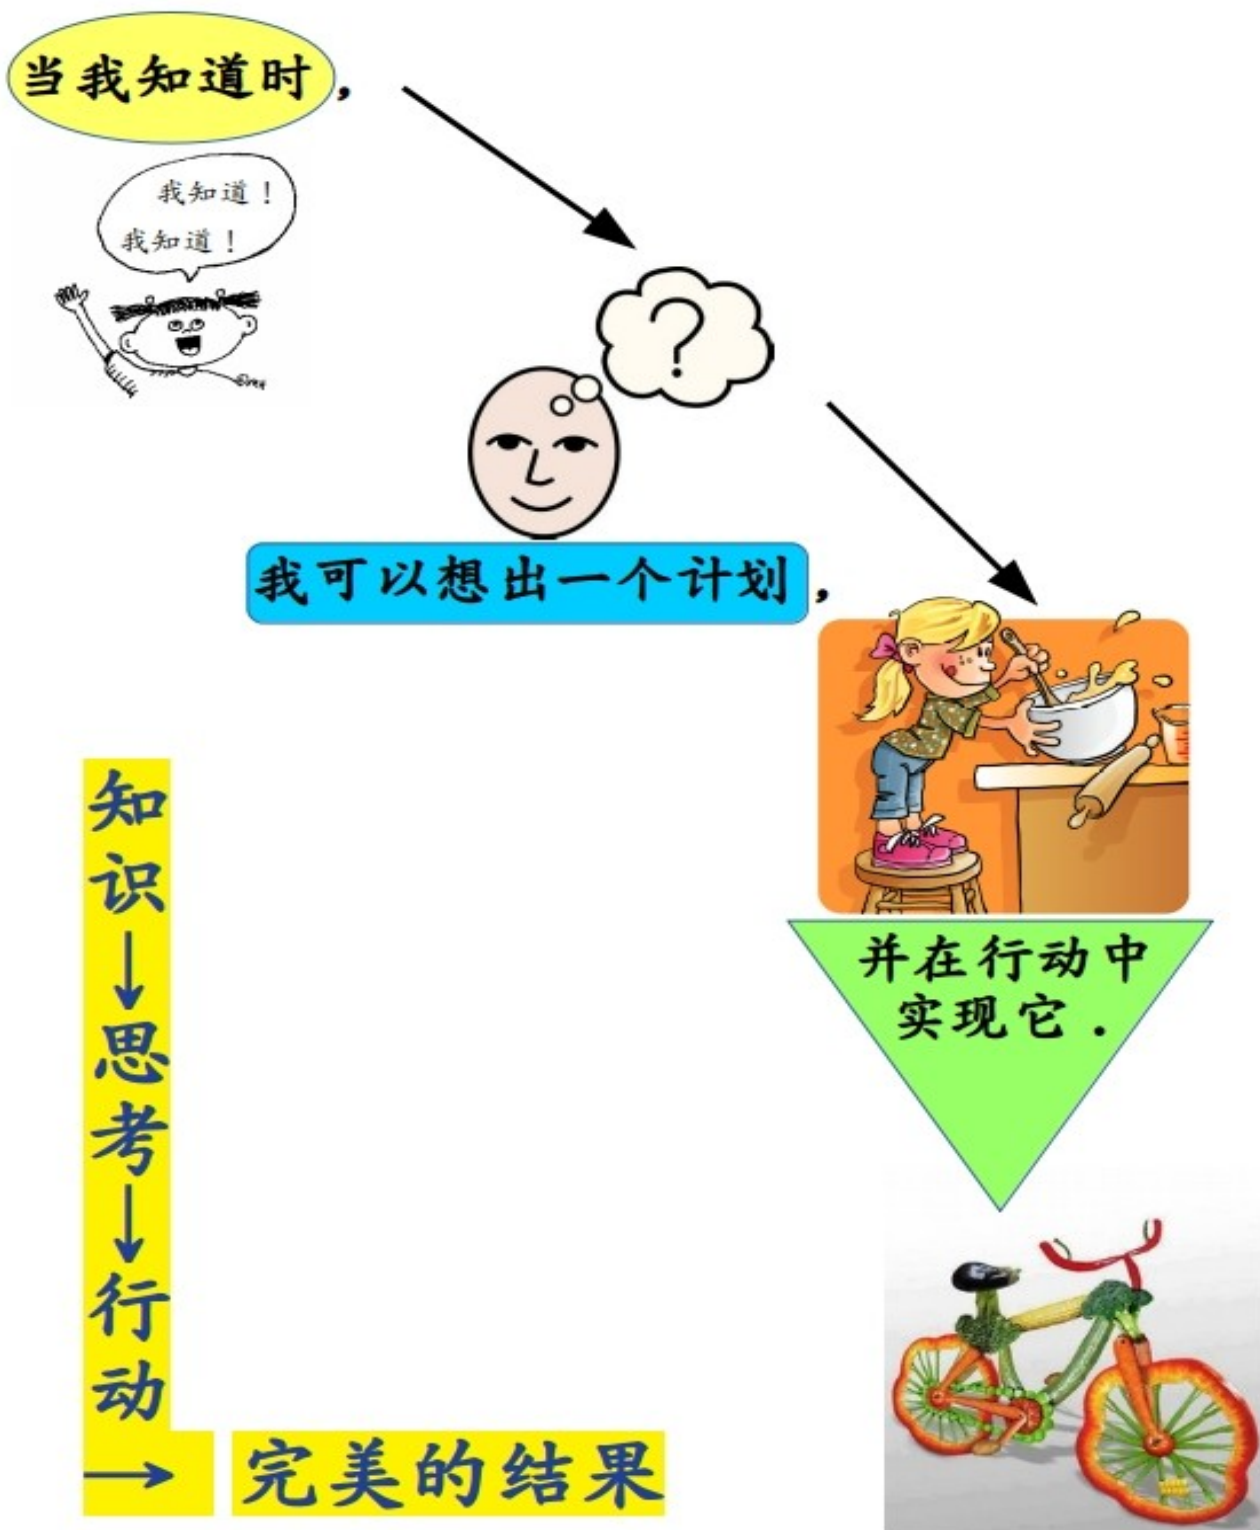 当我知道时，
我知道！
我知道！
我可以想出一个计划，
并在行动中
实现它．
知识→思考→行动
→ 完美的结果